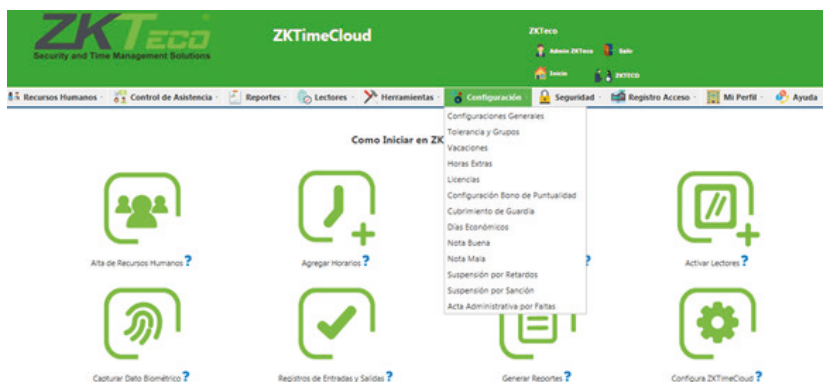 ZKTeco
Security and Time Management Solutions
ZKTimeCloud
ZKTeco
Admin ZKTeco Salir
Inicio ZKTECO
Recursos Humanos Control de Asistencia Reportes Lectores Herramientas Configuración Seguridad Registro Acceso Mi Perfil Ayuda
Configuraciones Generales
Tolerancia y Grupos
Vacaciones
Horas Extras
Licencias
Configuración Bono de Puntualidad
Cubrimiento de Guardia
Días Económicos
Nota Buena
Nota Mala
Suspensión por Retardos
Suspensión por Sanción
Acta Administrativa por Faltas
Como Iniciar en ZK
Alta de Recursos Humanos ?
Agregar Horarios ?
?
Activar Lectores ?
Capturar Dato Biométrico ?
Registros de Entradas y Salidas ?
Generar Reportes ?
Configura ZKTimeCloud ?